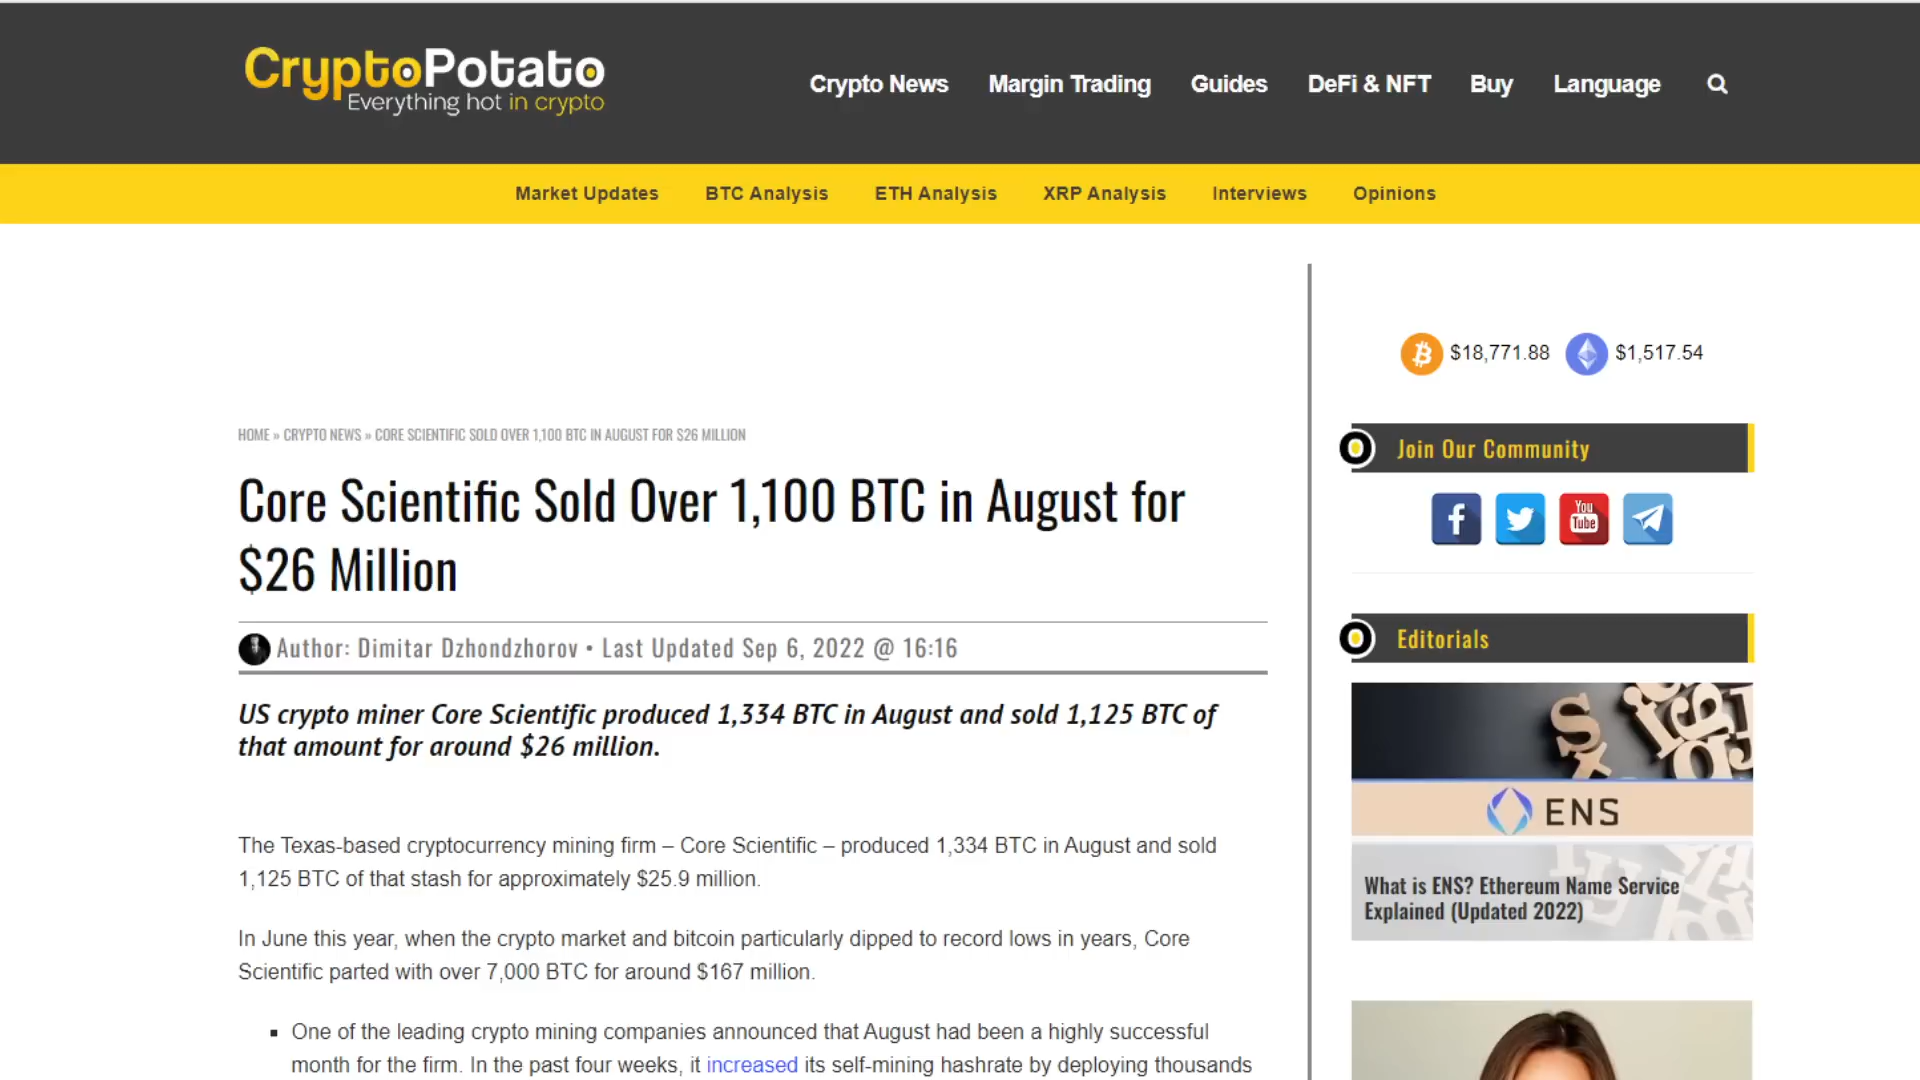 CryptoPotato
Everything hot in crypto
Crypto News Margin Trading Guides DeFi & NFT Buy Language
Market Updates BTC Analysis ETH Analysis XRP Analysis Interviews Opinions
$18,771.88 $1,517.54
HOME » CRYPTO NEWS » CORE SCIENTIFIC SOLD OVER 1,100 BTC IN AUGUST FOR $26 MILLION
Core Scientific Sold Over 1,100 BTC in August for
$26 Million
Author: Dimitar Dzhondzhorov • Last Updated Sep 6, 2022 @ 16:16
US crypto miner Core Scientific produced 1,334 BTC in August and sold 1,125 BTC of
that amount for around $26 million.
The Texas-based cryptocurrency mining firm – Core Scientific – produced 1,334 BTC in August and sold
1,125 BTC of that stash for approximately $25.9 million.
In June this year, when the crypto market and bitcoin particularly dipped to record lows in years, Core
Scientific parted with over 7,000 BTC for around $167 million.
▪ One of the leading crypto mining companies announced that August had been a highly successful
month for the firm. In the past four weeks, it increased its self-mining hashrate by deploying thousands
Join Our Community
You
Tube
Editorials
ENS
What is ENS? Ethereum Name Service
Explained (Updated 2022)